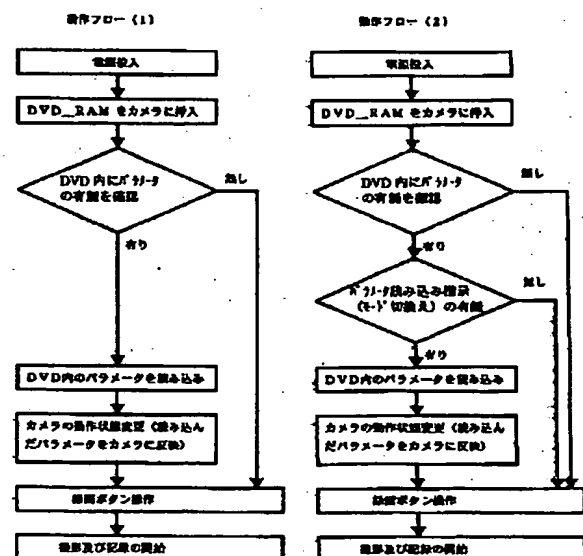 動作フロー（1）
電源投入
DVD__RAM をカメラに挿入
DVD 内にパラメータ
の有無を確認
無し
有り
DVD内のパラメータを読み込み
カメラの動作状態変更（読み込ん
だパラメータをカメラに反映）
録画ボタン操作
撮影及び記録の開始
動作フロー（2）
電源投入
DVD__RAM をカメラに挿入
DVD 内にパラメータ
の有無を確認
無し
有り
パラメータ読み込み指示
（モード切換え）の有無
無し
有り
DVD内のパラメータを読み込み
カメラの動作状態変更（読み込ん
だパラメータをカメラに反映）
録画ボタン操作
撮影及び記録の開始